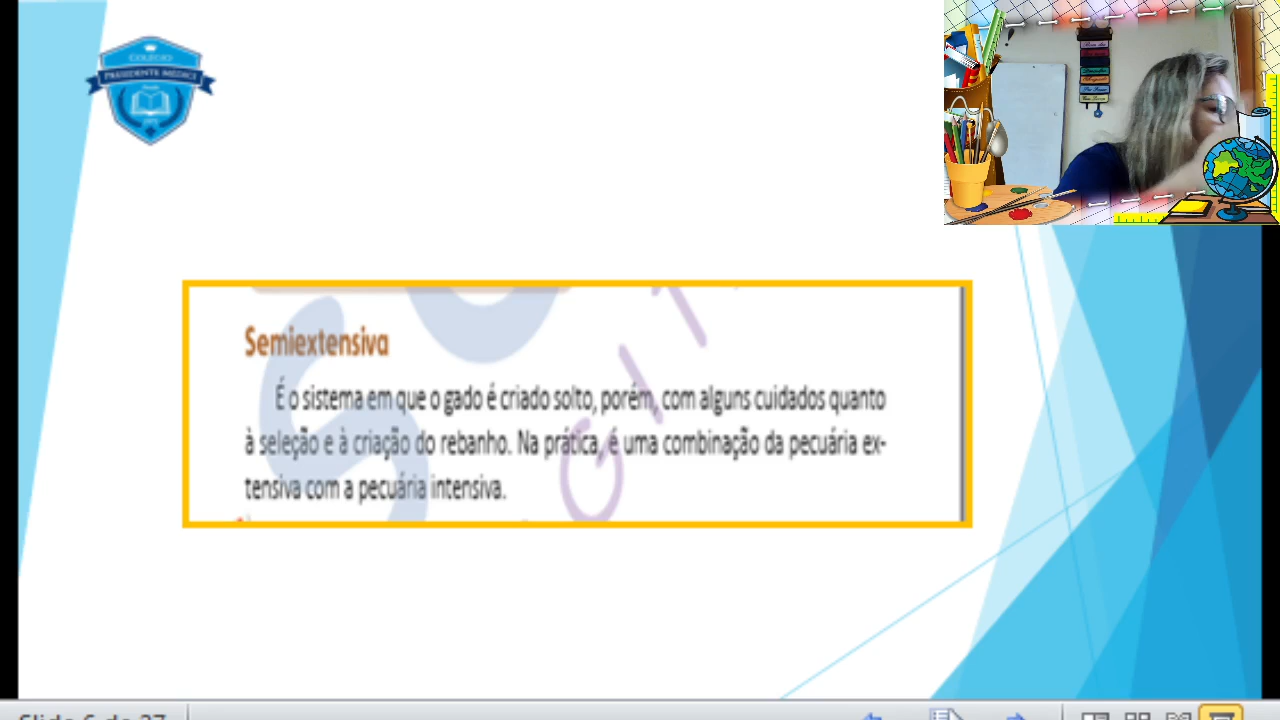 COLÉGIO
PRESIDENTE MÉDICI
Semiextensiva
É o sistema em que o gado é criado solto, porém, com alguns cuidados quanto
à seleção e à criação do rebanho. Na prática, é uma combinação da pecuária ex-
tensiva com a pecuária intensiva.
G I T
Slide 6 de 27